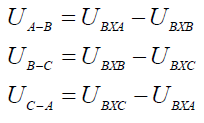 U_{A-B} = U_{BXA} - U_{BXB}
U_{B-C} = U_{BXB} - U_{BXC}
U_{C-A} = U_{BXC} - U_{BXA}